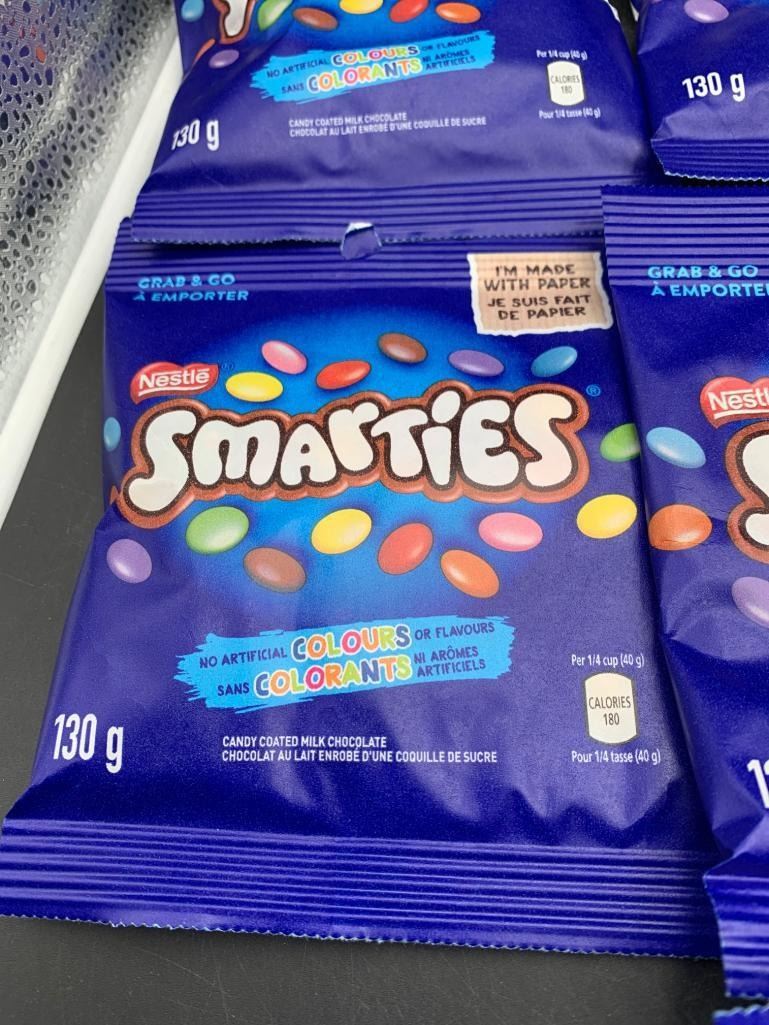 NO ARTIFICIAL COLOURS OR FLAVOURS
SANS COLORANTS NI ARÔMES ARTIFICIELS
Per 1/4 cup (40 g)
CALORIES
180
Pour 1/4 tasse (40 g)
130 g
CANDY COATED MILK CHOCOLATE
CHOCOLAT AU LAIT ENROBÉ D'UNE COQUILLE DE SUCRE
130 g
GRAB & GO
À EMPORTER
I'M MADE
WITH PAPER
JE SUIS FAIT
DE PAPIER
Nestlé
SMARTIES®
NO ARTIFICIAL COLOURS OR FLAVOURS
SANS COLORANTS NI ARÔMES ARTIFICIELS
Per 1/4 cup (40 g)
CALORIES
180
Pour 1/4 tasse (40 g)
130 g
CANDY COATED MILK CHOCOLATE
CHOCOLAT AU LAIT ENROBÉ D'UNE COQUILLE DE SUCRE
GRAB & GO
À EMPORTE
Nestl
S
1